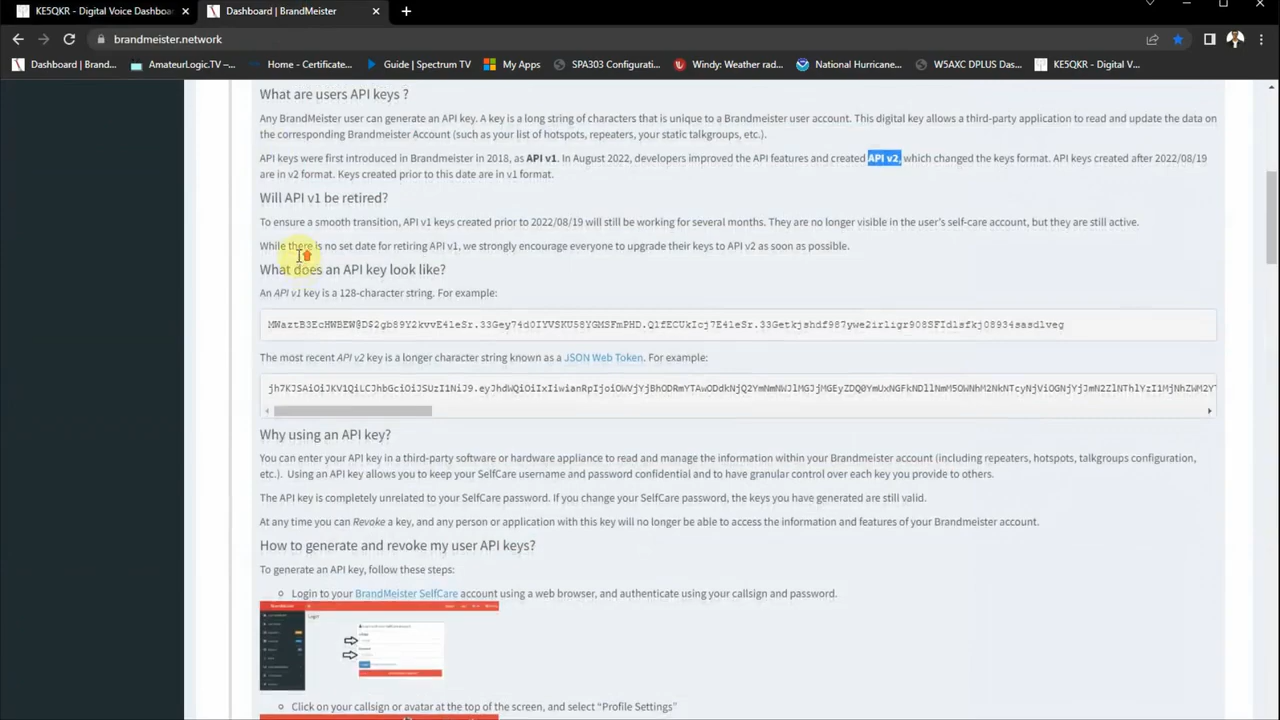 KE5QKR - Digital Voice Dashboa
Dashboard | BrandMeister
brandmeister.network
Dashboard | Brand...
AmateurLogic.TV -...
Home - Certificate...
Guide | Spectrum TV
My Apps
SPA303 Configurati...
Windy: Weather rad...
National Hurricane...
W5AXC DPLUS Das...
KE5QKR - Digital V...
What are users API keys ?
Any BrandMeister user can generate an API key. A key is a long string of characters that is unique to a Brandmeister user account. This digital key allows a third-party application to read and update the data on
the corresponding Brandmeister Account (such as your list of hotspots, repeaters, your static talkgroups, etc.).
API keys were first introduced in Brandmeister in 2018, as API v1. In August 2022, developers improved the API features and created API v2, which changed the keys format. API keys created after 2022/08/19
are in v2 format. Keys created prior to this date are in v1 format.
Will API v1 be retired?
To ensure a smooth transition, API v1 keys created prior to 2022/08/19 will still be working for several months. They are no longer visible in the user's self-care account, but they are still active.
While there is no set date for retiring API v1, we strongly encourage everyone to upgrade their keys to API v2 as soon as possible.
What does an API key look like?
An API v1 key is a 128-character string. For example:
The most recent API v2 key is a longer character string known as a JSON Web Token. For example:
Why using an API key?
You can enter your API key in a third-party software or hardware appliance to read and manage the information within your Brandmeister account (including repeaters, hotspots, talkgroups configuration,
etc.). Using an API key allows you to keep your SelfCare username and password confidential and to have granular control over each key you provide to others.
The API key is completely unrelated to your SelfCare password. If you change your SelfCare password, the keys you have generated are still valid.
At any time you can Revoke a key, and any person or application with this key will no longer be able to access the information and features of your Brandmeister account.
How to generate and revoke my user API keys?
To generate an API key, follow these steps:
Login to your BrandMeister SelfCare account using a web browser, and authenticate using your callsign and password.
BrandMeister
Click on your callsign or avatar at the top of the screen, and select “Profile Settings”